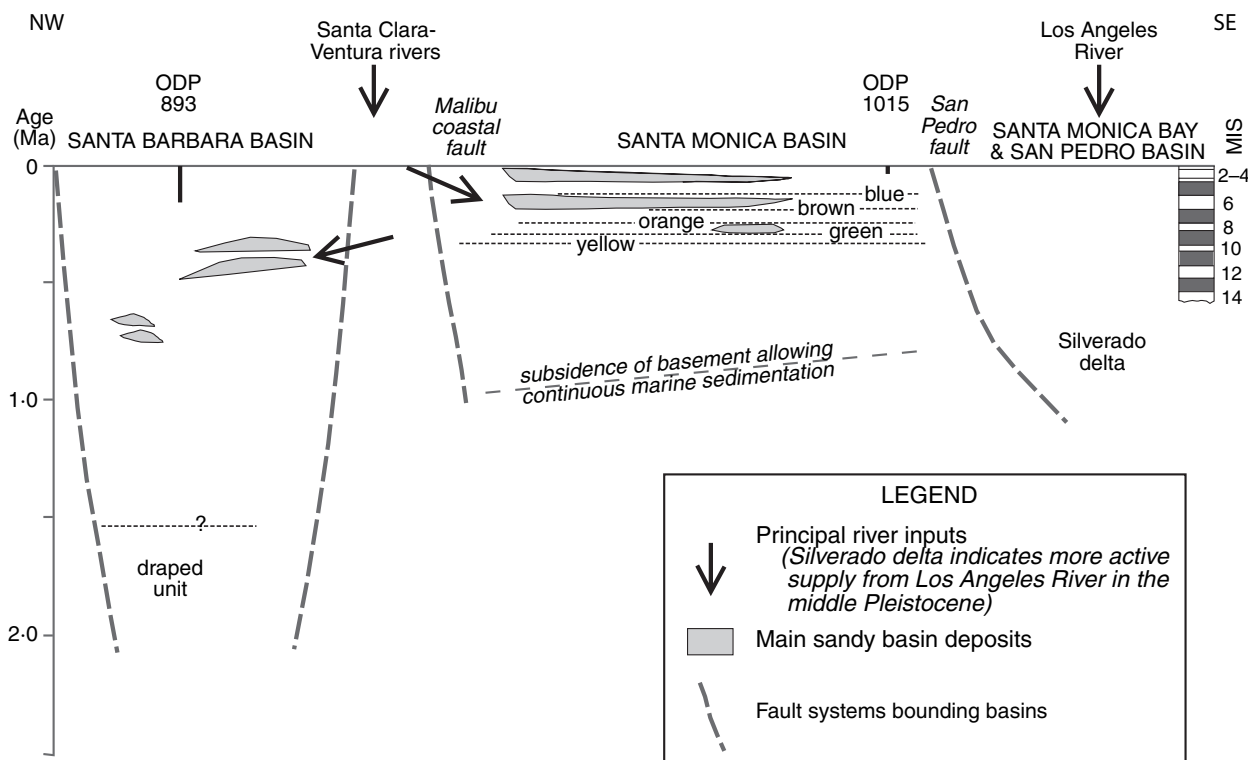 NW
SE
Santa Clara-
Ventura rivers
Los Angeles
River
ODP
893
Malibu
coastal
fault
ODP
1015
San
Pedro
fault
Age
(Ma)
SANTA BARBARA BASIN
SANTA MONICA BASIN
SANTA MONICA BAY
& SAN PEDRO BASIN
MIS
0
2–4
blue
6
brown
orange
8
green
yellow
10
12
14
Silverado
delta
subsidence of basement allowing
continuous marine sedimentation
1·0
?
draped
unit
2·0
LEGEND
Principal river inputs
(Silverado delta indicates more active
supply from Los Angeles River in the
middle Pleistocene)
Main sandy basin deposits
Fault systems bounding basins